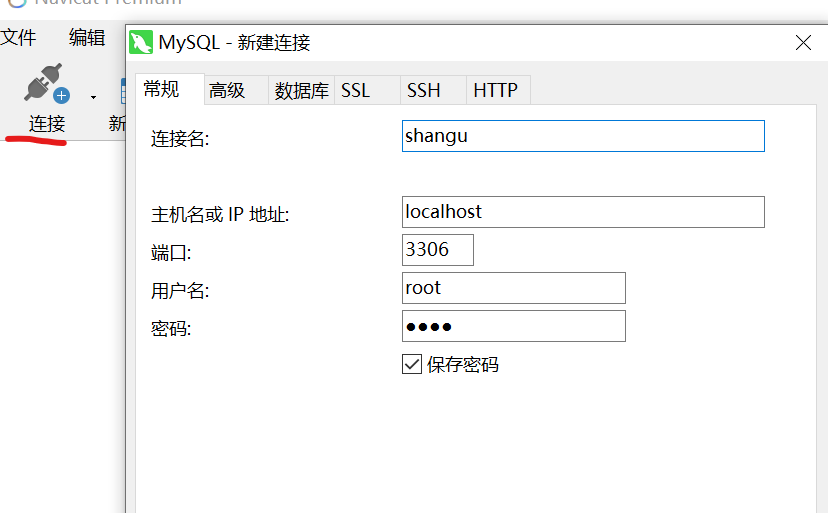 Navicat Premium
文件 编辑
连接 新
MySQL - 新建连接
常规 高级 数据库 SSL SSH HTTP
连接名: shangu
主机名或 IP 地址: localhost
端口: 3306
用户名: root
密码: ●●●●
保存密码